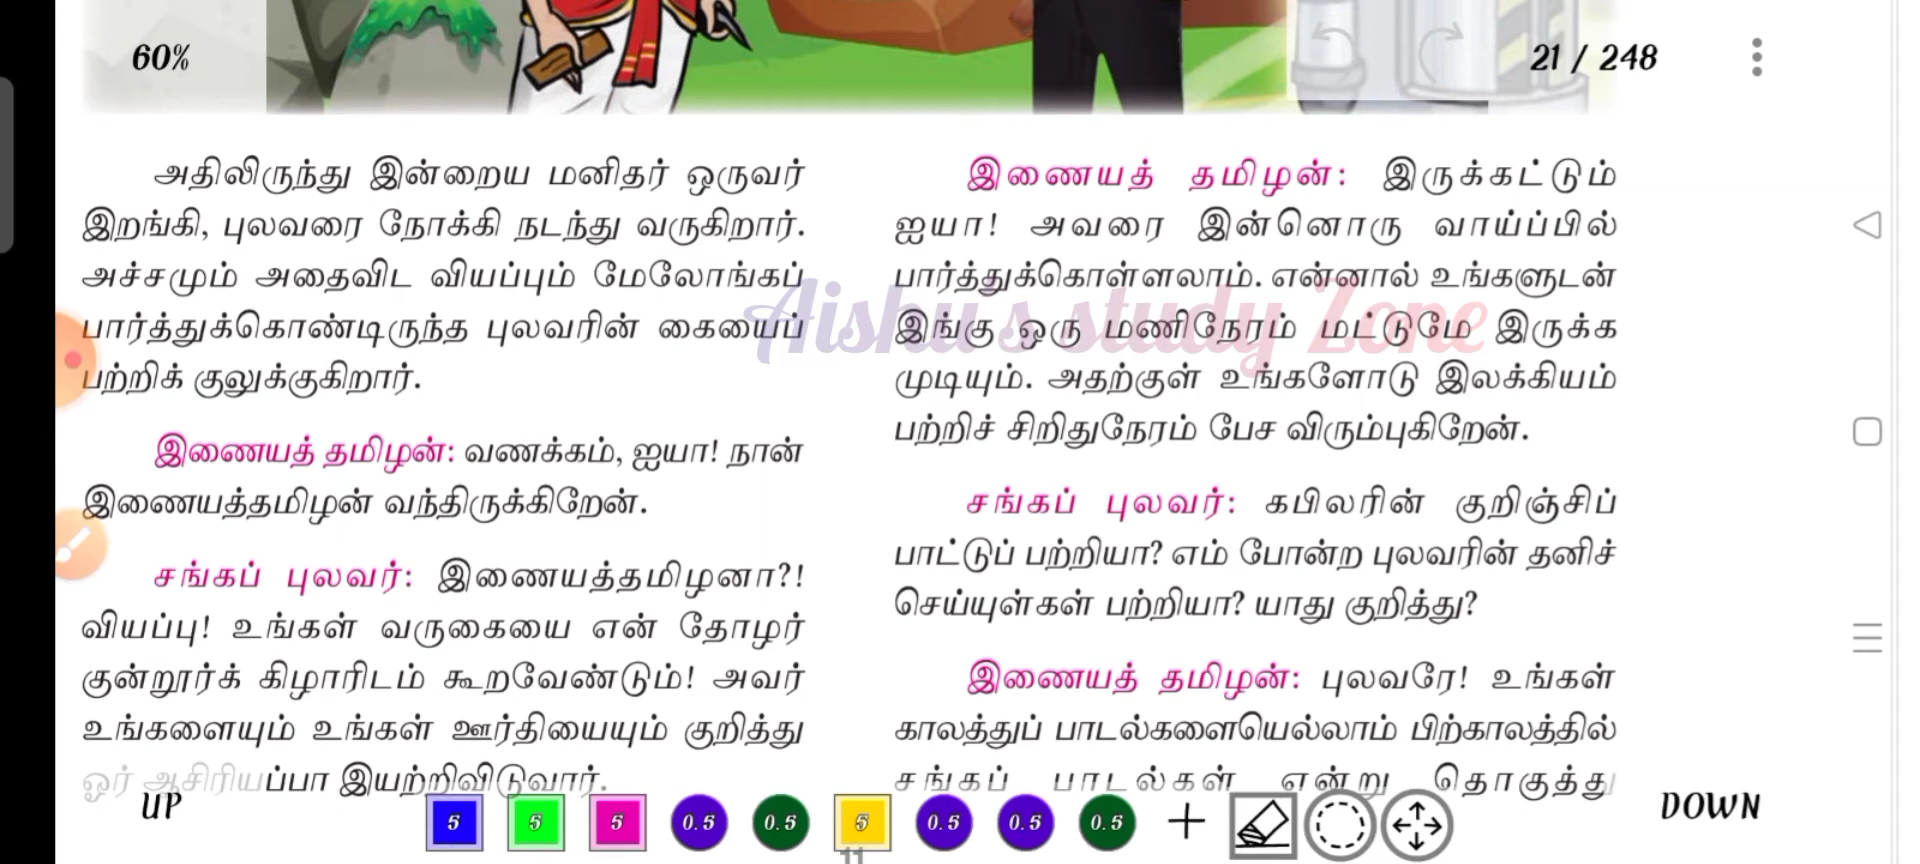 60%
21 / 248
அதிலிருந்து இன்றைய மனிதர் ஒருவர்
இறங்கி, புலவரை நோக்கி நடந்து வருகிறார்.
அச்சமும் அதைவிட வியப்பும் மேலோங்கப்
பார்த்துக்கொண்டிருந்த புலவரின் கையைப்
பற்றிக் குலுக்குகிறார்.
இணையத் தமிழன்: வணக்கம், ஐயா! நான்
இணையத்தமிழன் வந்திருக்கிறேன்.
சங்கப் புலவர்: இணையத்தமிழனா?!
வியப்பு! உங்கள் வருகையை என் தோழர்
குன்றூர்க் கிழாரிடம் கூறவேண்டும்! அவர்
உங்களையும் உங்கள் ஊர்தியையும் குறித்து
ஓர் ஆசிரியப்பா இயற்றிவிடுவார்.
இணையத் தமிழன்: இருக்கட்டும்
ஐயா! அவரை இன்னொரு வாய்ப்பில்
பார்த்துக்கொள்ளலாம். என்னால் உங்களுடன்
இங்கு ஒரு மணிநேரம் மட்டுமே இருக்க
முடியும். அதற்குள் உங்களோடு இலக்கியம்
பற்றிச் சிறிதுநேரம் பேச விரும்புகிறேன்.
சங்கப் புலவர்: கபிலரின் குறிஞ்சிப்
பாட்டுப் பற்றியா? எம் போன்ற புலவரின் தனிச்
செய்யுள்கள் பற்றியா? யாது குறித்து?
இணையத் தமிழன்: புலவரே! உங்கள்
காலத்துப் பாடல்களையெல்லாம் பிற்காலத்தில்
சங்கப் பாடல்கள் என்று தொகுத்து
Aishu's study Zone
UP
5 5 5 0.5 0.5 5 0.5 0.5 0.5 +
DOWN
11